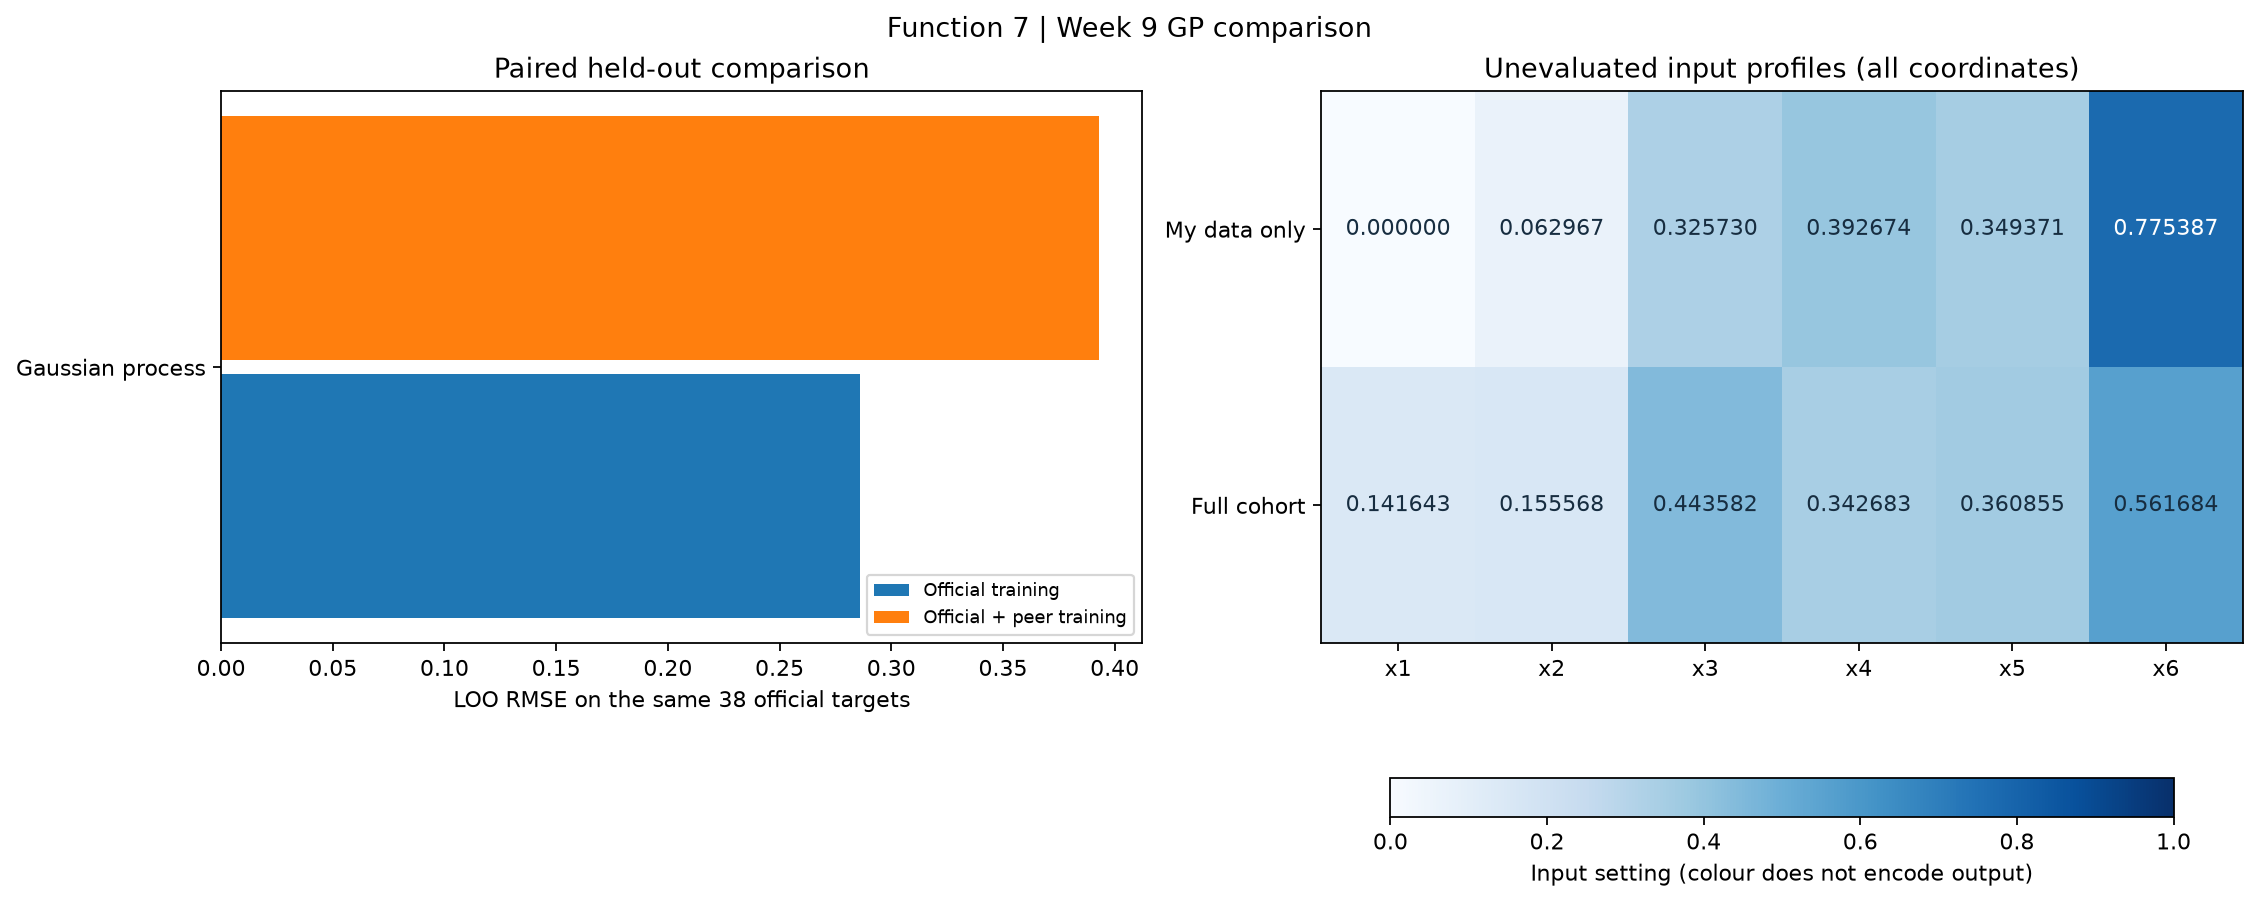 Function 7 | Week 9 GP comparison
Paired held-out comparison
Gaussian process
Official training
Official + peer training
0.00 0.05 0.10 0.15 0.20 0.25 0.30 0.35 0.40
LOO RMSE on the same 38 official targets
Unevaluated input profiles (all coordinates)
My data only 0.000000 0.062967 0.325730 0.392674 0.349371 0.775387
Full cohort 0.141643 0.155568 0.443582 0.342683 0.360855 0.561684
x1 x2 x3 x4 x5 x6
0.0 0.2 0.4 0.6 0.8 1.0
Input setting (colour does not encode output)